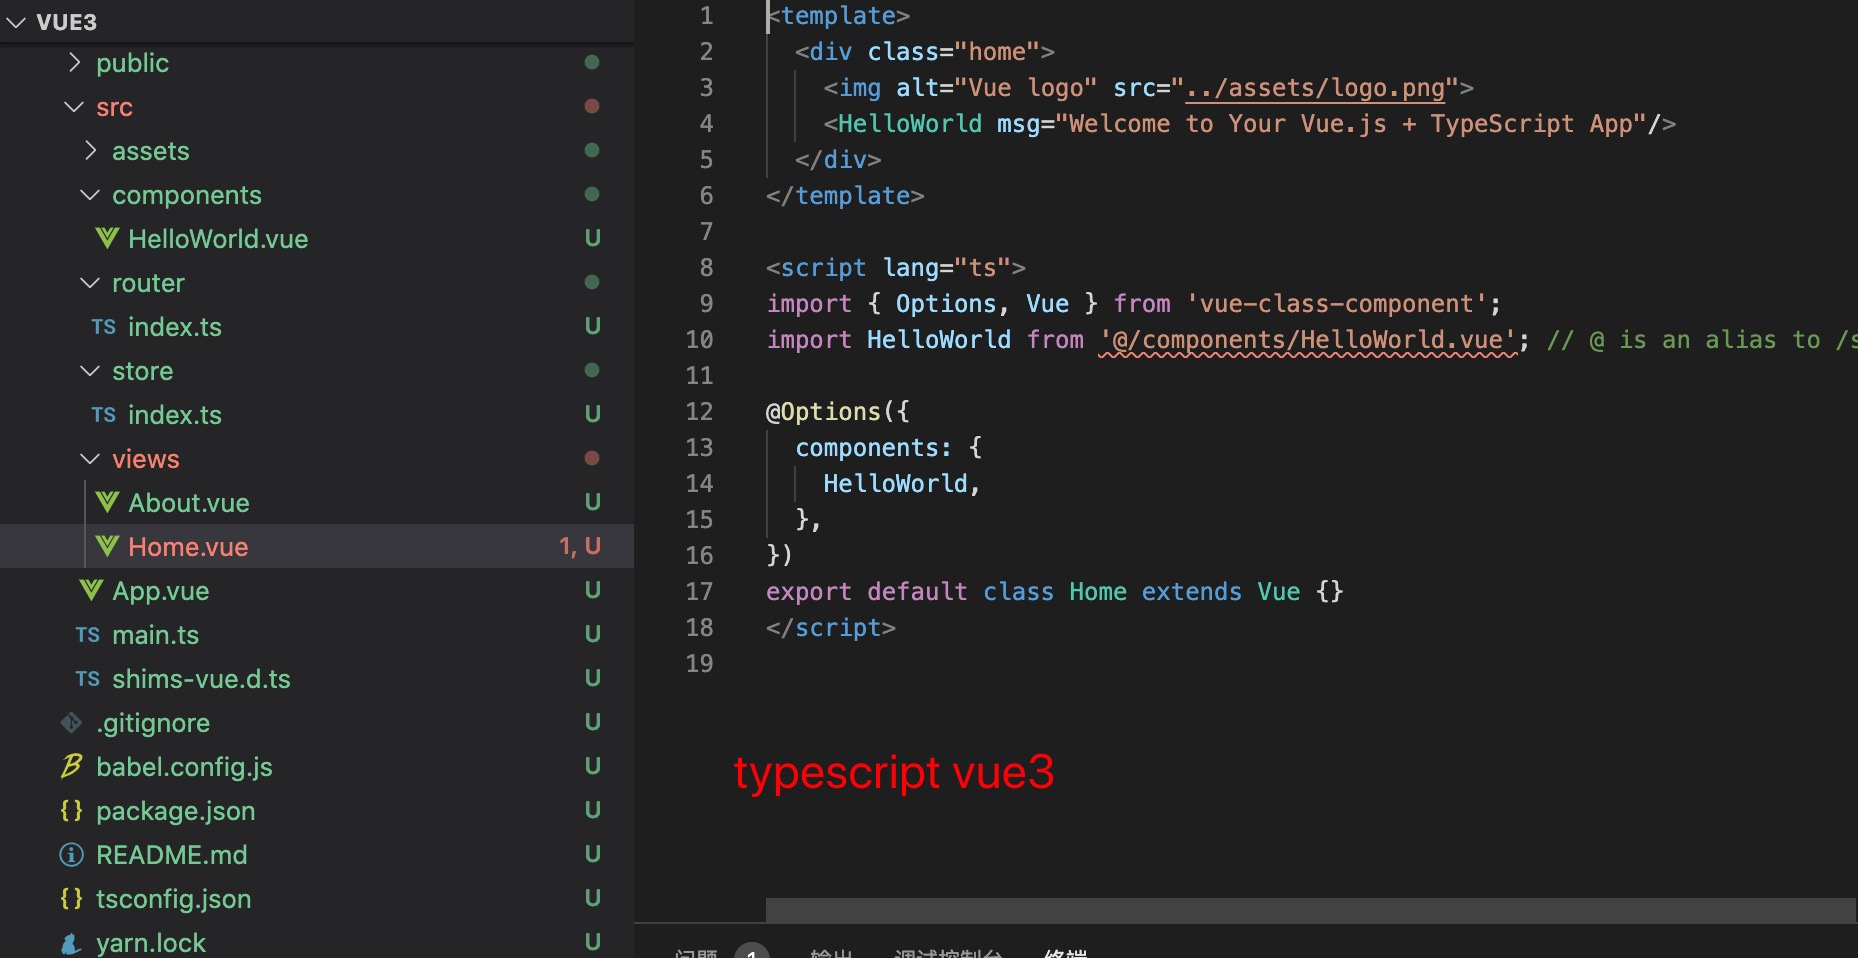 VUE3
public
src
assets
components
HelloWorld.vue U
router
TS index.ts U
store
TS index.ts U
views
About.vue U
Home.vue 1, U
App.vue U
TS main.ts U
TS shims-vue.d.ts U
.gitignore U
babel.config.js U
{} package.json U
README.md U
{} tsconfig.json U
yarn.lock U
1 <template>
2 <div class="home">
3 <img alt="Vue logo" src="../assets/logo.png">
4 <HelloWorld msg="Welcome to Your Vue.js + TypeScript App"/>
5 </div>
6 </template>
7
8 <script lang="ts">
9 import { Options, Vue } from 'vue-class-component';
10 import HelloWorld from '@/components/HelloWorld.vue'; // @ is an alias to /s
11
12 @Options({
13 components: {
14 HelloWorld,
15 },
16 })
17 export default class Home extends Vue {}
18 </script>
19
typescript vue3
问题 1 输出 调试控制台 终端